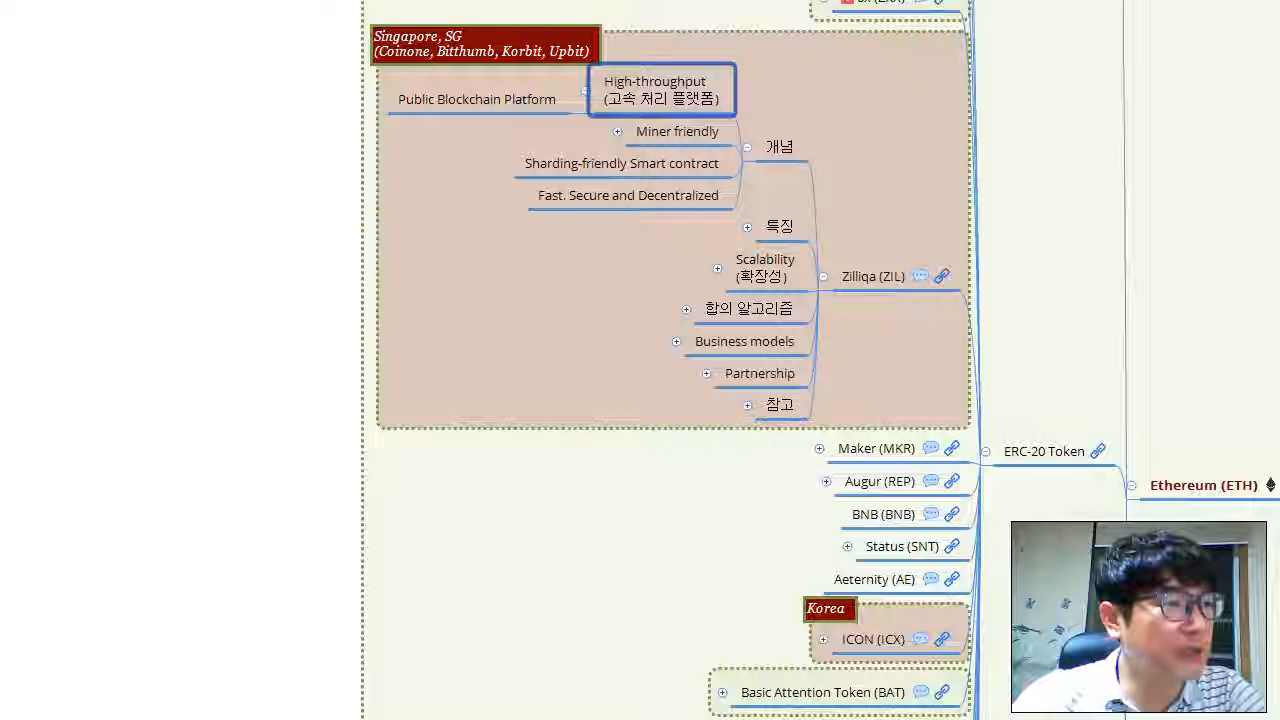 Singapore, SG
(Coinone, Bitthumb, Korbit, Upbit)
High-throughput
(고속 처리 플랫폼)
Public Blockchain Platform
Miner friendly
개념
Sharding-friendly Smart contract
Fast. Secure and Decentralized
특징
Scalability
(확장성)
Zilliqa (ZIL)
합의 알고리즘
Business models
Partnership
참고
Maker (MKR)
ERC-20 Token
Augur (REP)
Ethereum (ETH)
BNB (BNB)
Status (SNT)
Aeternity (AE)
Korea
ICON (ICX)
Basic Attention Token (BAT)